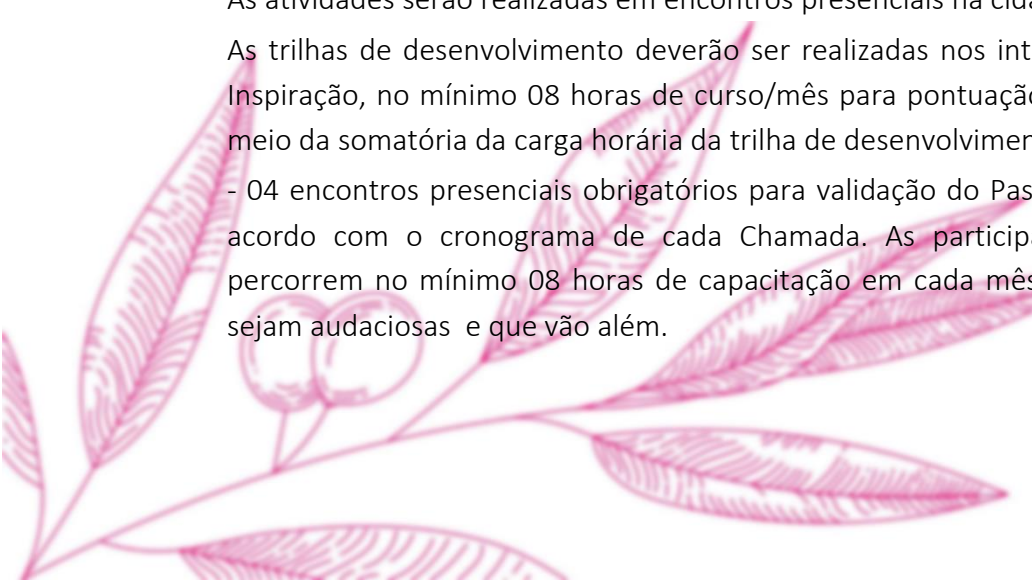 As atividades serão realizadas em encontros presenciais na
As trilhas de desenvolvimento deverão ser realizadas nos
Inspiração, no mínimo 08 horas de curso/mês para
meio da somatória da carga horária da trilha de
- 04 encontros presenciais obrigatórios para validação do
acordo com o cronograma de cada Chamada. As
percorrem no mínimo 08 horas de capacitação em cada mês
sejam audaciosas e que vão além.